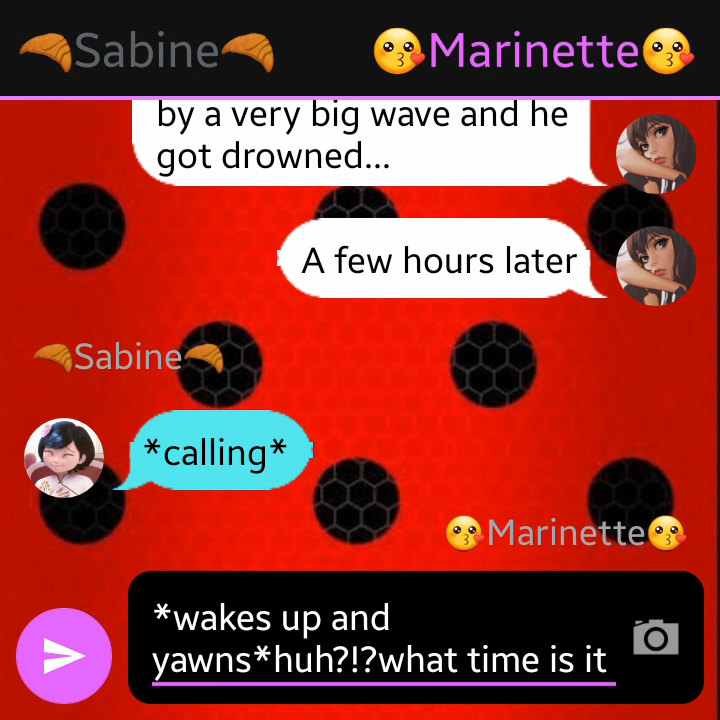 🥐Sabine🥐 😘Marinette😘
by a very big wave and he
got drowned...
A few hours later
🥐Sabine🥐
*calling*
😘Marinette😘
*wakes up and
yawns*huh?!?what time is it